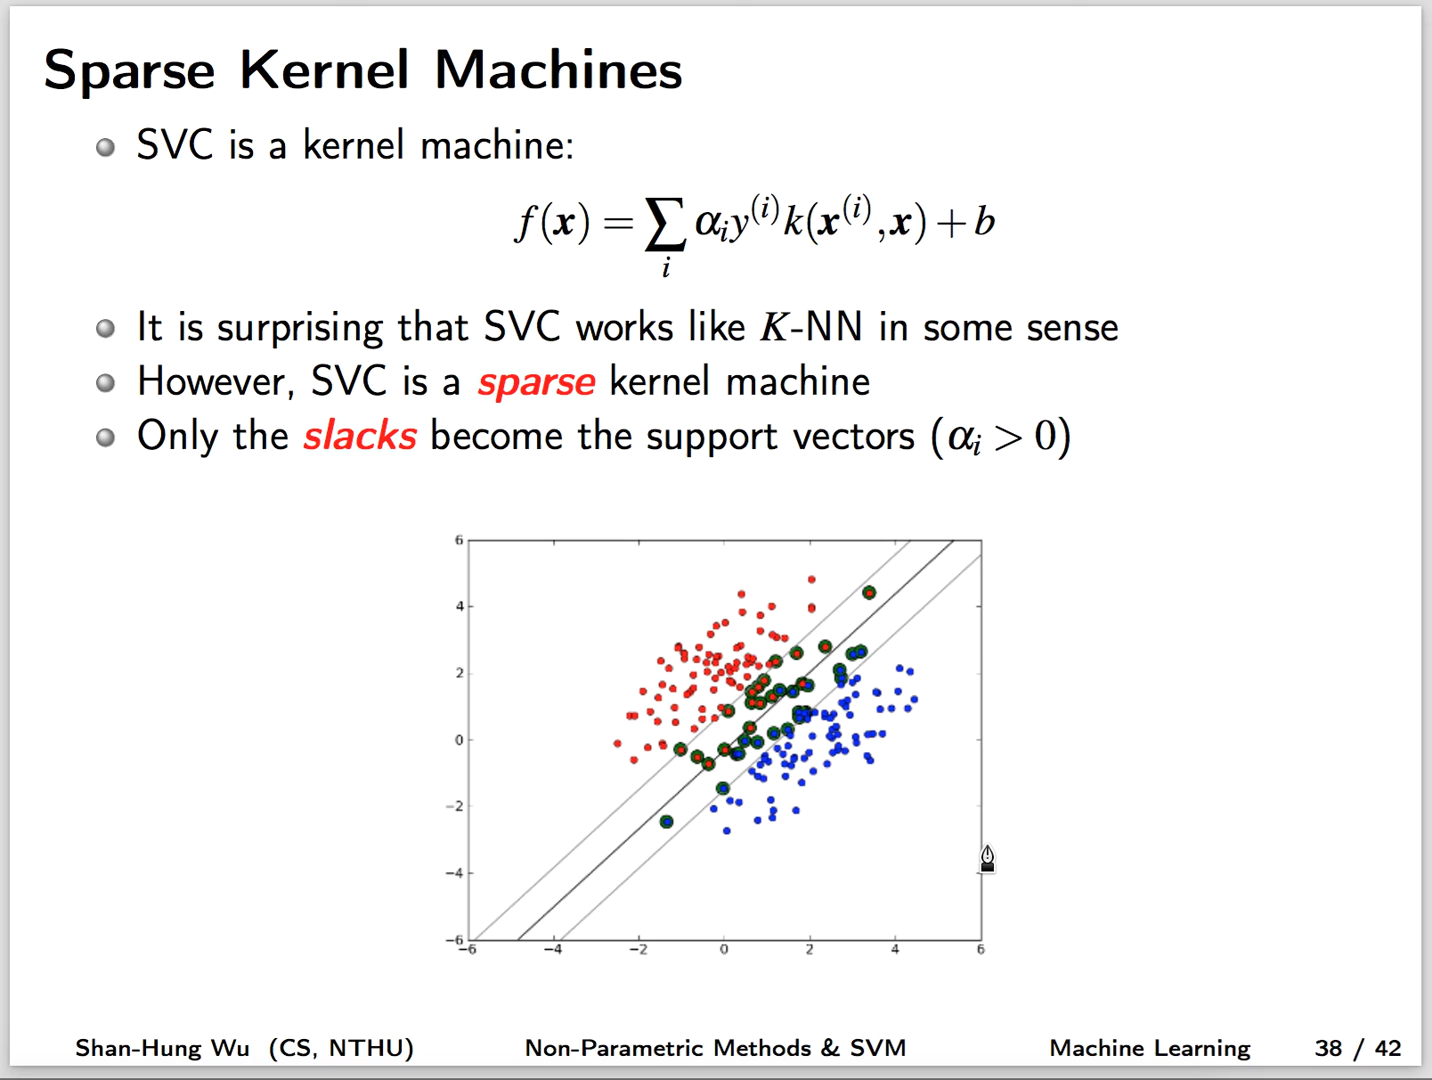 Sparse Kernel Machines
SVC is a kernel machine:
f(x) = ∑ᵢ αᵢy⁽ⁱ⁾k(x⁽ⁱ⁾,x) + b
It is surprising that SVC works like K-NN in some sense
However, SVC is a sparse kernel machine
Only the slacks become the support vectors (αᵢ > 0)
6
4
2
0
−2
−4
−6
−6 −4 −2 0 2 4 6
Shan-Hung Wu (CS, NTHU) Non-Parametric Methods & SVM Machine Learning 38 / 42